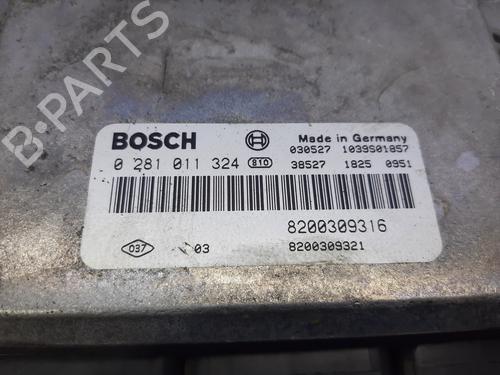 BOSCH Made in Germany
030527 1039S01857
0 281 011 324 810 38527 1825 0951
8200309316
037 03 8200309321
B-PARTS